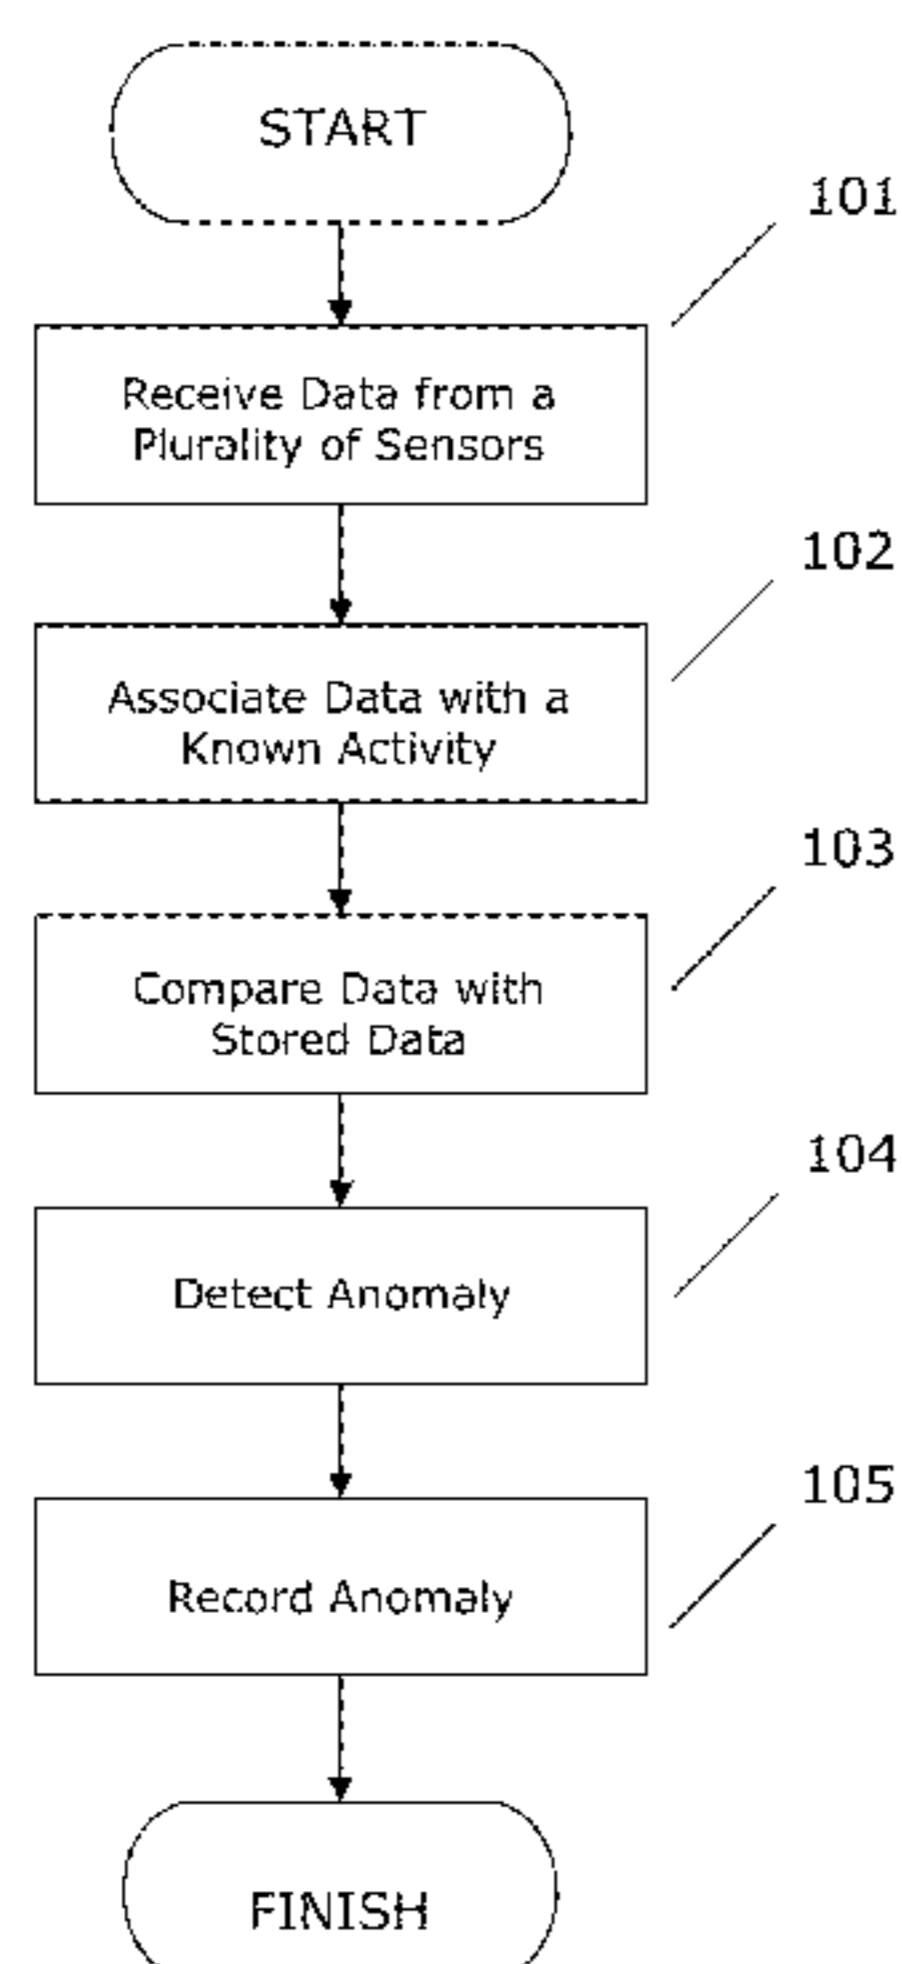 START
101
Receive Data from a
Plurality of Sensors
102
Associate Data with a
Known Activity
103
Compare Data with
Stored Data
104
Detect Anomaly
105
Record Anomaly
FINISH